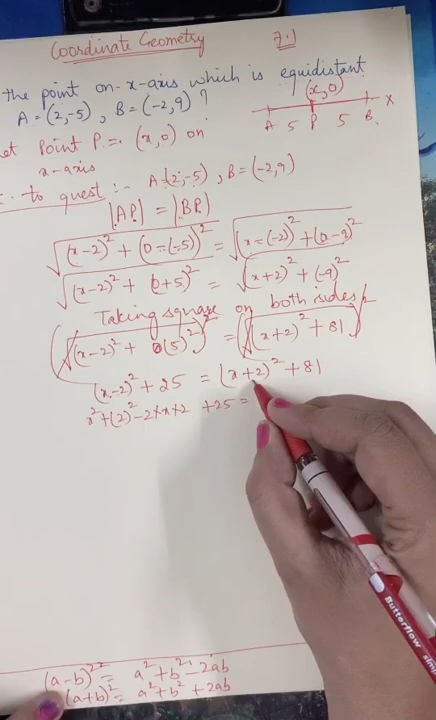 Coordinate Geometry 7.1
the point on x-axis which is equidistant
A = (2,-5), B = (-2,9) ?
(x,0)
A 5 P 5 B X
et Point P = (x,0) on
x-axis
to quest :- A(2,-5), B=(-2,9)
|AP| = |BP|
√(x-2)² + (0-(-5))² = √(x-(-2))² + (0-9)²
√(x-2)² + (0+5)² = √(x+2)² + (-9)²
Taking square on both sides
(√(x-2)² + (5)²)² = (√(x+2)² + 81)²
(x-2)² + 25 = (x+2)² + 81
x² + (2)² - 2×x×2 + 25 =
(a-b)² = a² + b² - 2ab
(a+b)² = a² + b² + 2ab
Butterflow simpl